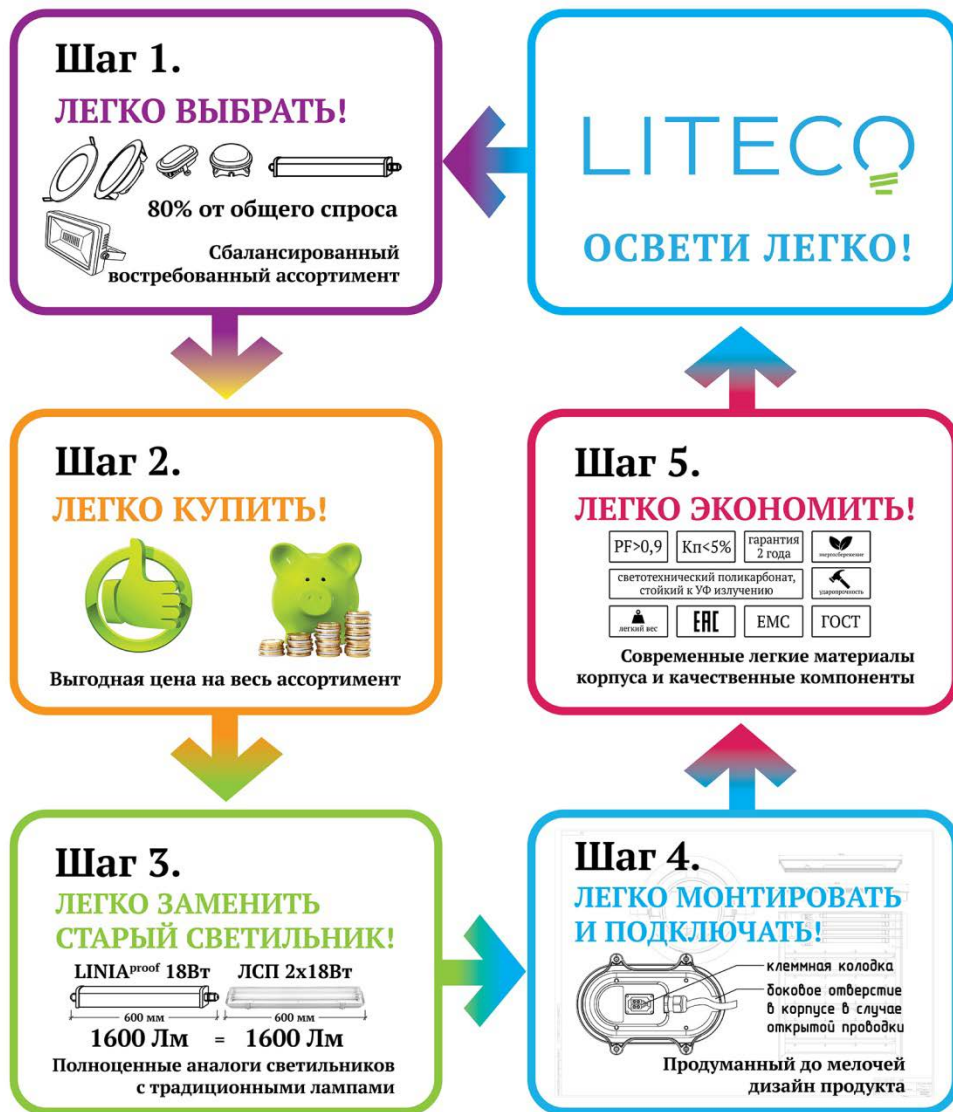 LITECO
ОСВЕТИ ЛЕГКО!
Шаг 1.
ЛЕГКО ВЫБРАТЬ!
80% от общего спроса
Сбалансированный
востребованный ассортимент
Шаг 2.
ЛЕГКО КУПИТЬ!
Выгодная цена на весь ассортимент
Шаг 3.
ЛЕГКО ЗАМЕНИТЬ
СТАРЫЙ СВЕТИЛЬНИК!
LINIAproof 18Вт ЛСП 2х18Вт
600 мм 600 мм
1600 Лм = 1600 Лм
Полноценные аналоги светильников
с традиционными лампами
Шаг 4.
ЛЕГКО МОНТИРОВАТЬ
И ПОДКЛЮЧАТЬ!
клеммная колодка
боковое отверстие
в корпусе в случае
открытой проводки
Продуманный до мелочей
дизайн продукта
Шаг 5.
ЛЕГКО ЭКОНОМИТЬ!
PF>0,9 Кп<5% гарантия
2 года
энергосбережение
светотехнический поликарбонат,
стойкий к УФ излучению
ударопрочность
легкий вес ЕАС ЕМС ГОСТ
Современные легкие материалы
корпуса и качественные компоненты